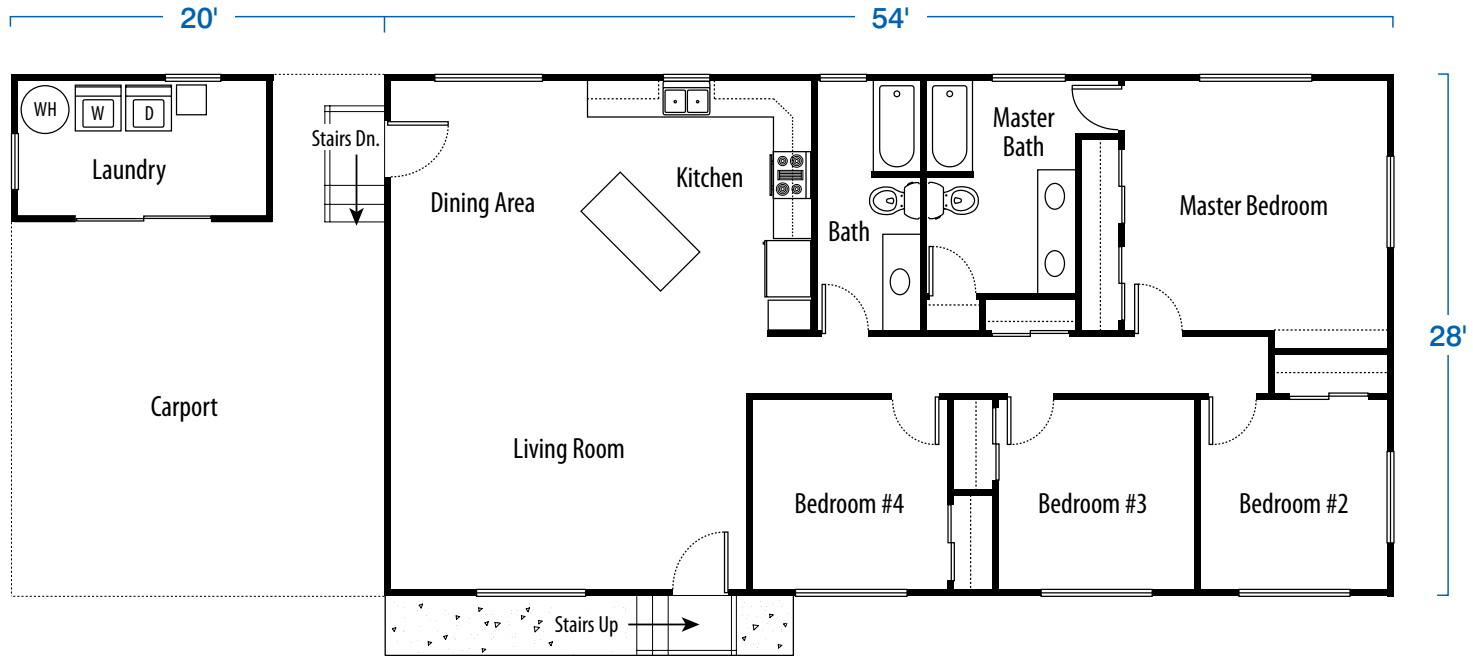 20'
54'
WH
W
D
Laundry
Stairs Dn.
Dining Area
Kitchen
Bath
Master
Bath
Master Bedroom
28'
Carport
Living Room
Bedroom #4
Bedroom #3
Bedroom #2
Stairs Up